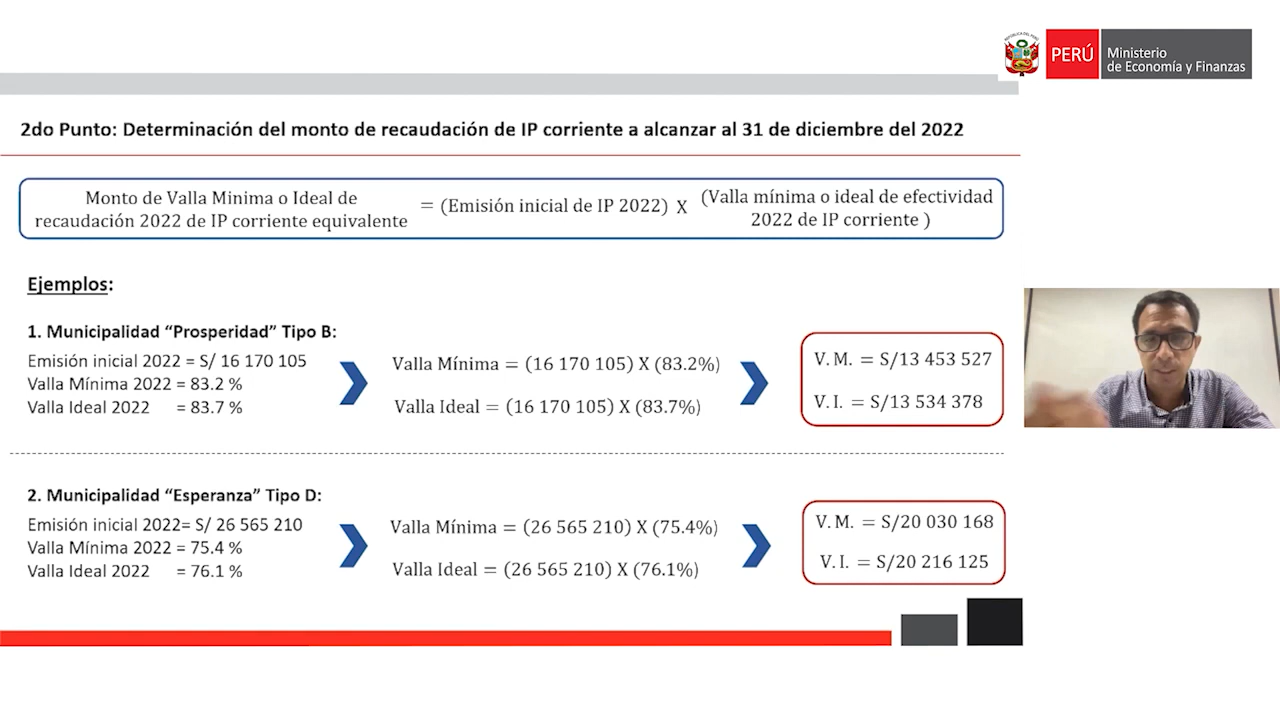 REPÚBLICA DEL PERÚ
PERÚ
Ministerio
de Economía y Finanzas
2do Punto: Determinación del monto de recaudación de IP corriente a alcanzar al 31 de diciembre del 2022
Monto de Valla Minima o Ideal de
recaudación 2022 de IP corriente equivalente
= (Emisión inicial de IP 2022) X
(Valla mínima o ideal de efectividad
2022 de IP corriente )
Ejemplos:
1. Municipalidad “Prosperidad” Tipo B:
Emisión inicial 2022 = S/ 16 170 105
Valla Mínima 2022 = 83.2 %
Valla Ideal 2022 = 83.7 %
Valla Mínima = (16 170 105) X (83.2%)
Valla Ideal = (16 170 105) X (83.7%)
V. M. = S/13 453 527
V. I. = S/13 534 378
2. Municipalidad “Esperanza” Tipo D:
Emisión inicial 2022= S/ 26 565 210
Valla Mínima 2022 = 75.4 %
Valla Ideal 2022 = 76.1 %
Valla Mínima = (26 565 210) X (75.4%)
Valla Ideal = (26 565 210) X (76.1%)
V. M. = S/20 030 168
V. I. = S/20 216 125